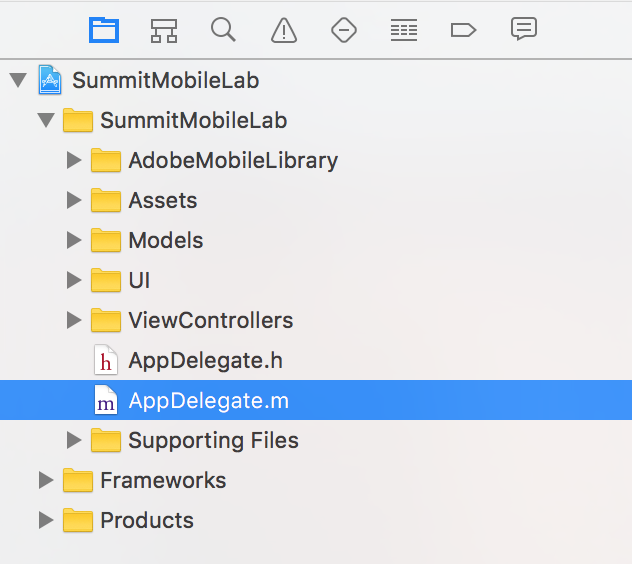 SummitMobileLab
SummitMobileLab
AdobeMobileLibrary
Assets
Models
UI
ViewControllers
h AppDelegate.h
m AppDelegate.m
Supporting Files
Frameworks
Products